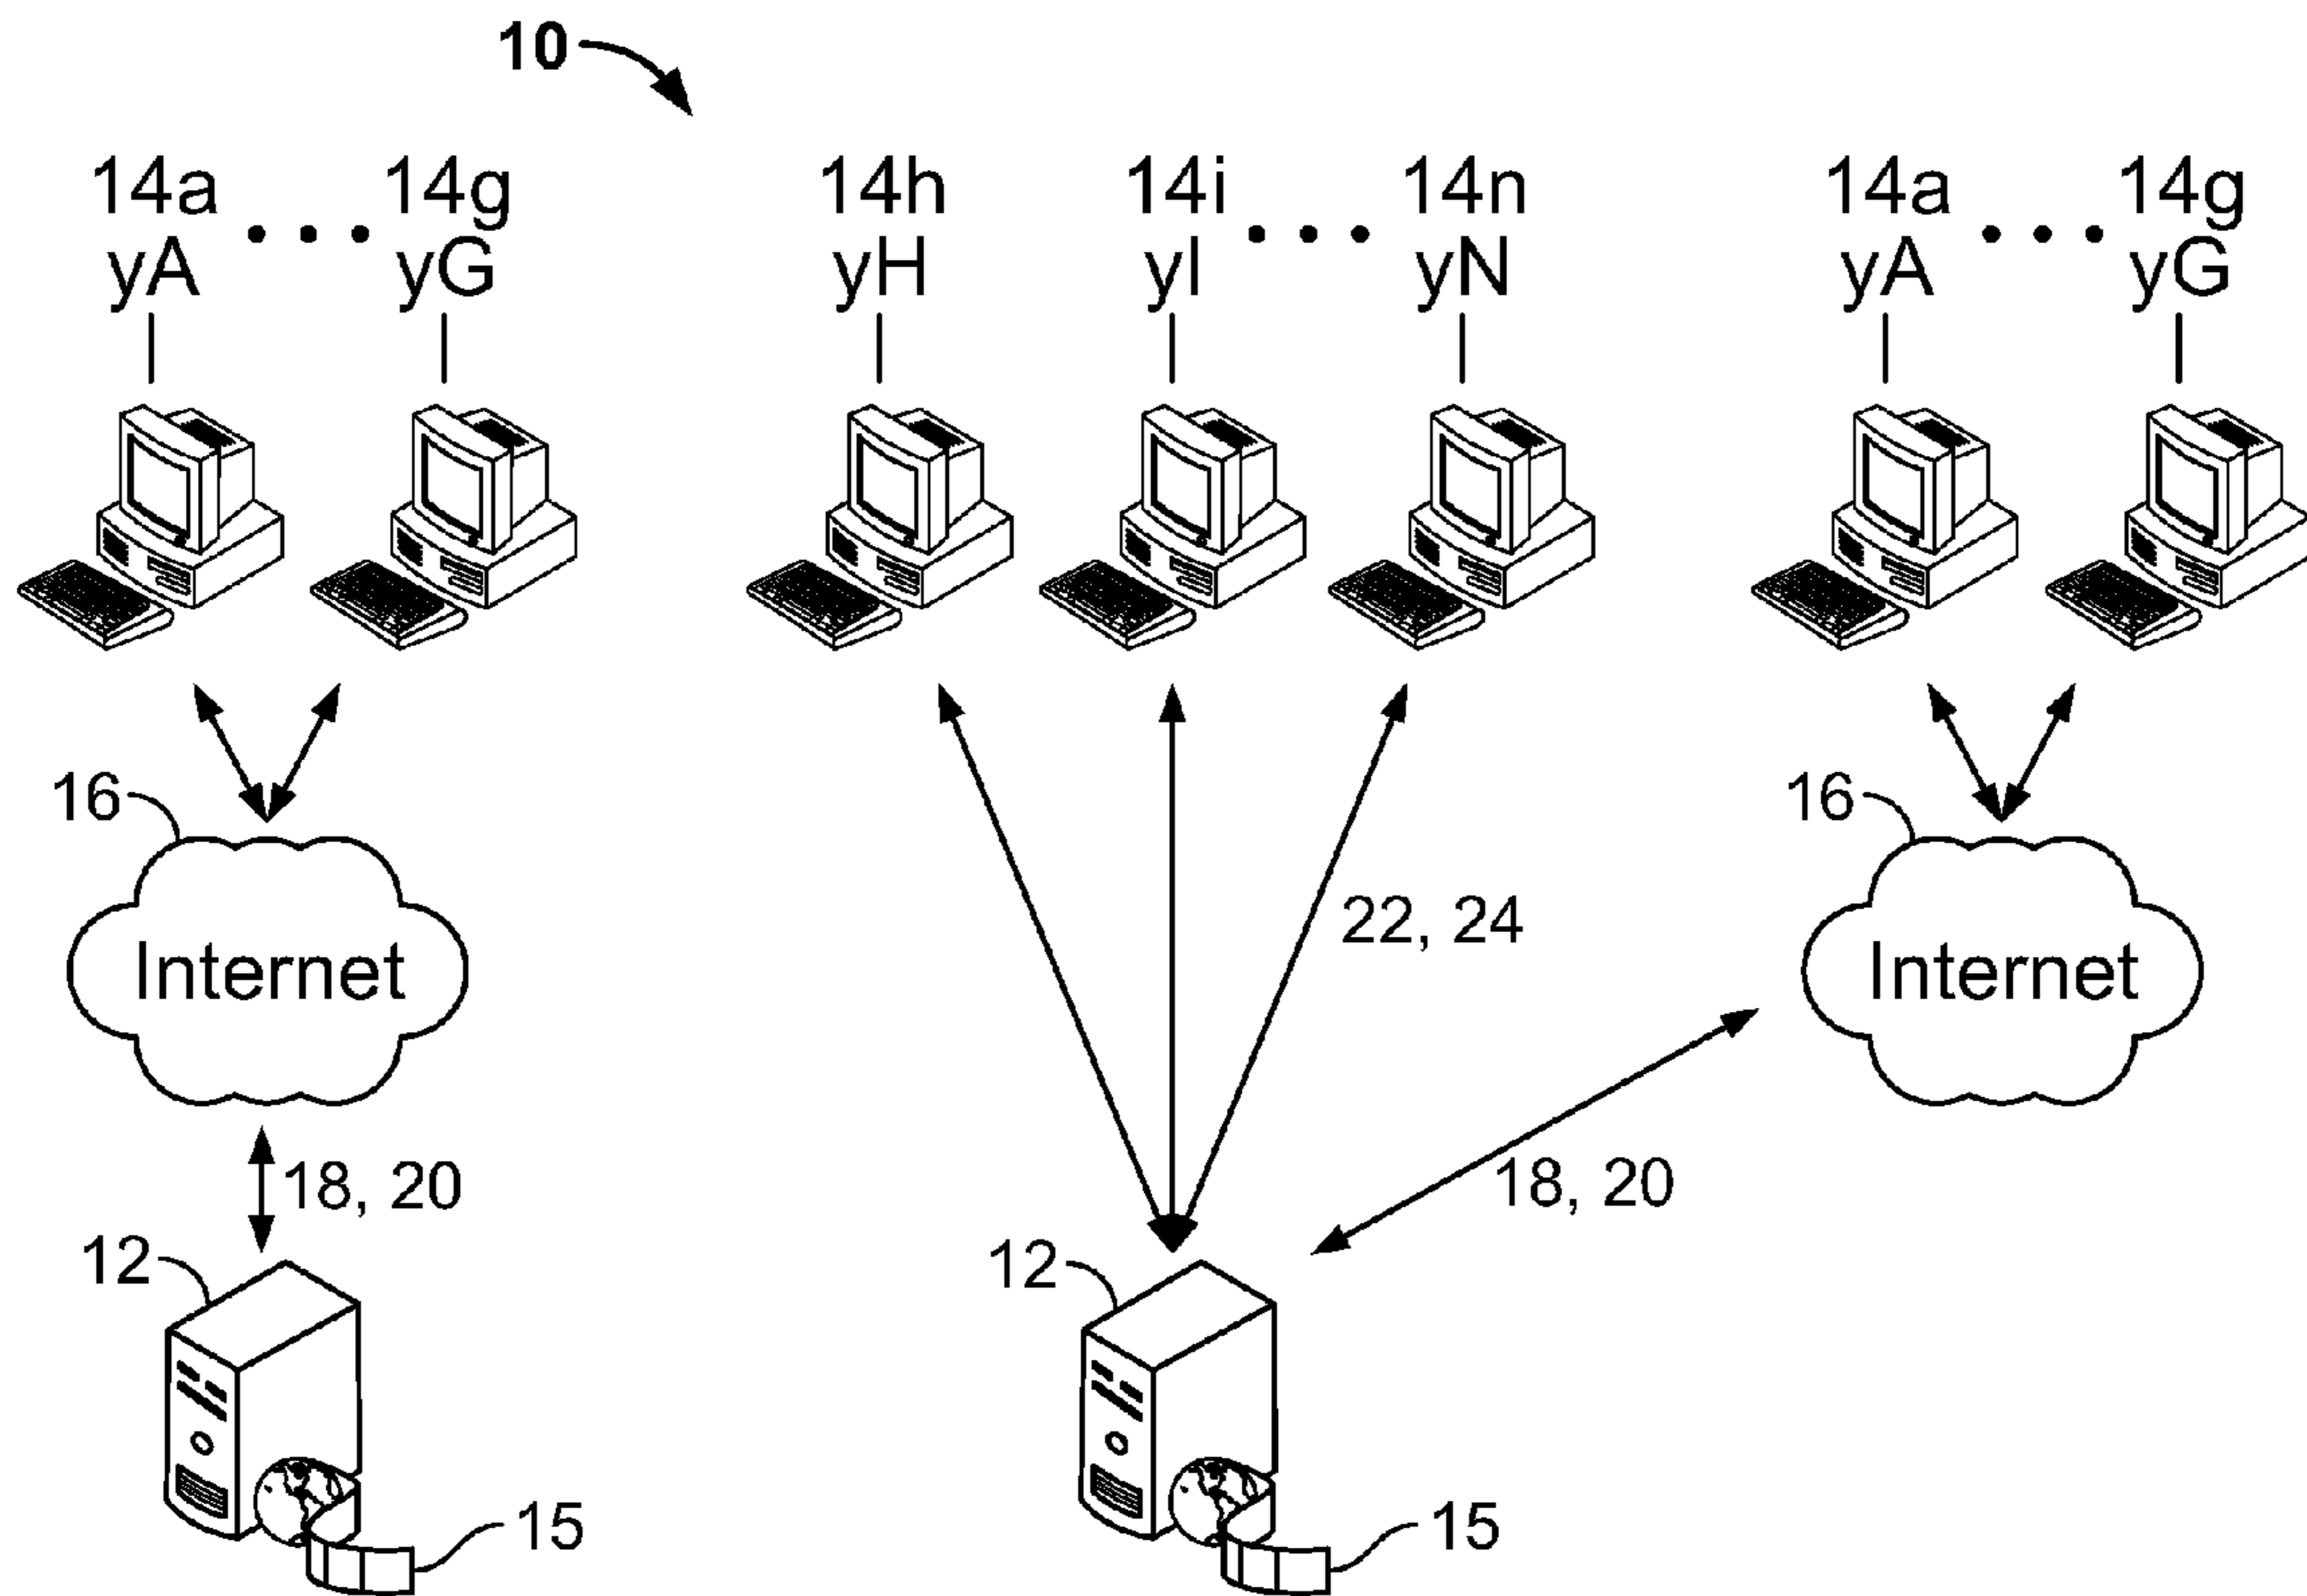 10
14a ••• 14g 14h 14i ••• 14n 14a ••• 14g
yA yG yH yI yN yA yG
16 16
22, 24
Internet Internet
18, 20 18, 20
12 12
15 15